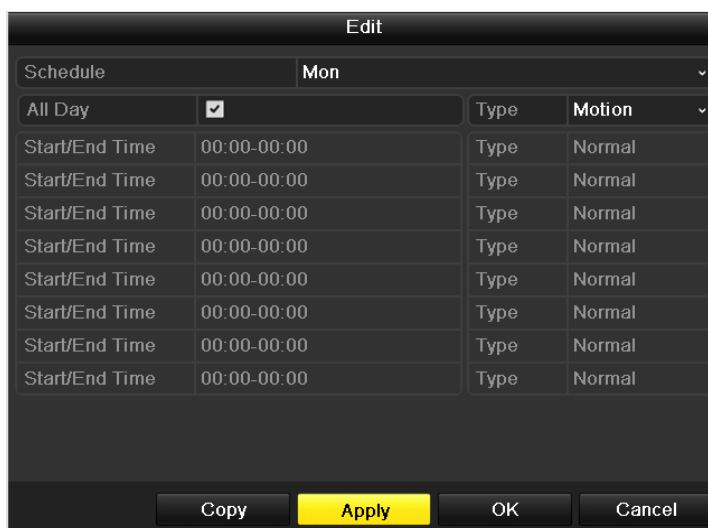 Edit
Schedule Mon
All Day Type Motion
Start/End Time 00:00-00:00 Type Normal
Start/End Time 00:00-00:00 Type Normal
Start/End Time 00:00-00:00 Type Normal
Start/End Time 00:00-00:00 Type Normal
Start/End Time 00:00-00:00 Type Normal
Start/End Time 00:00-00:00 Type Normal
Start/End Time 00:00-00:00 Type Normal
Start/End Time 00:00-00:00 Type Normal
Copy Apply OK Cancel